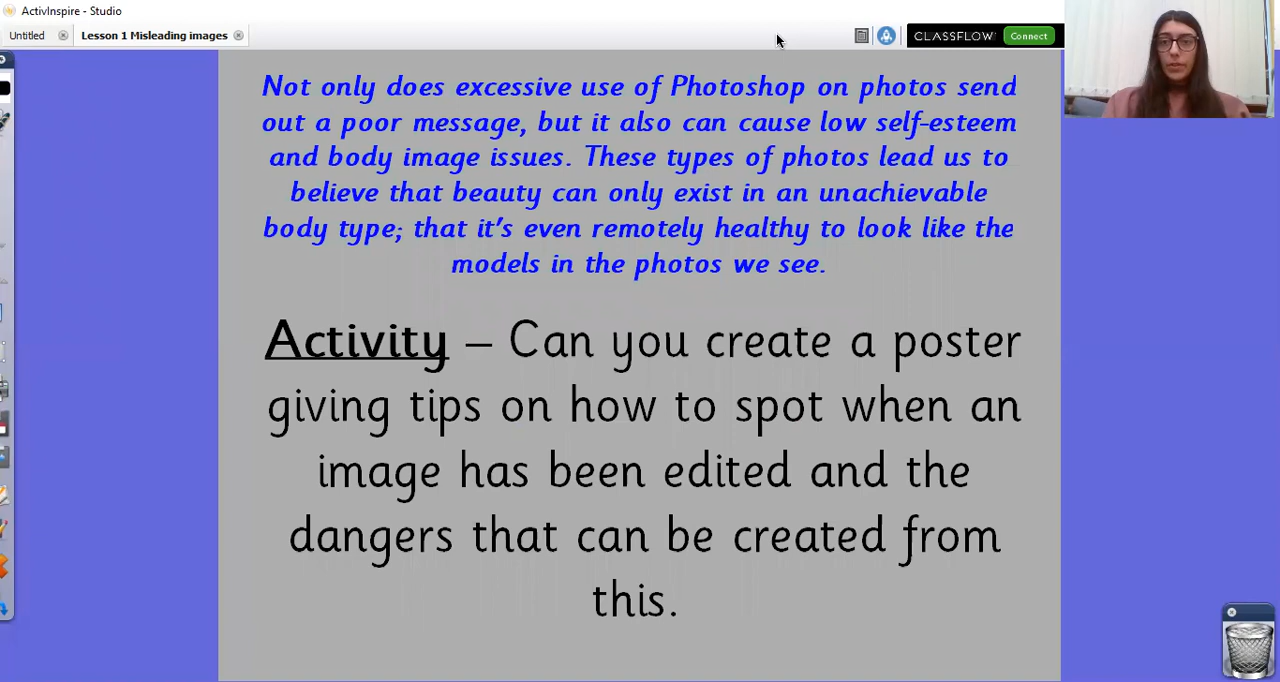 ActivInspire - Studio
Untitled
Lesson 1 Misleading images
CLASSFLOW
Connect
Not only does excessive use of Photoshop on photos send
out a poor message, but it also can cause low self-esteem
and body image issues. These types of photos lead us to
believe that beauty can only exist in an unachievable
body type; that it's even remotely healthy to look like the
models in the photos we see.
Activity – Can you create a poster
giving tips on how to spot when an
image has been edited and the
dangers that can be created from
this.